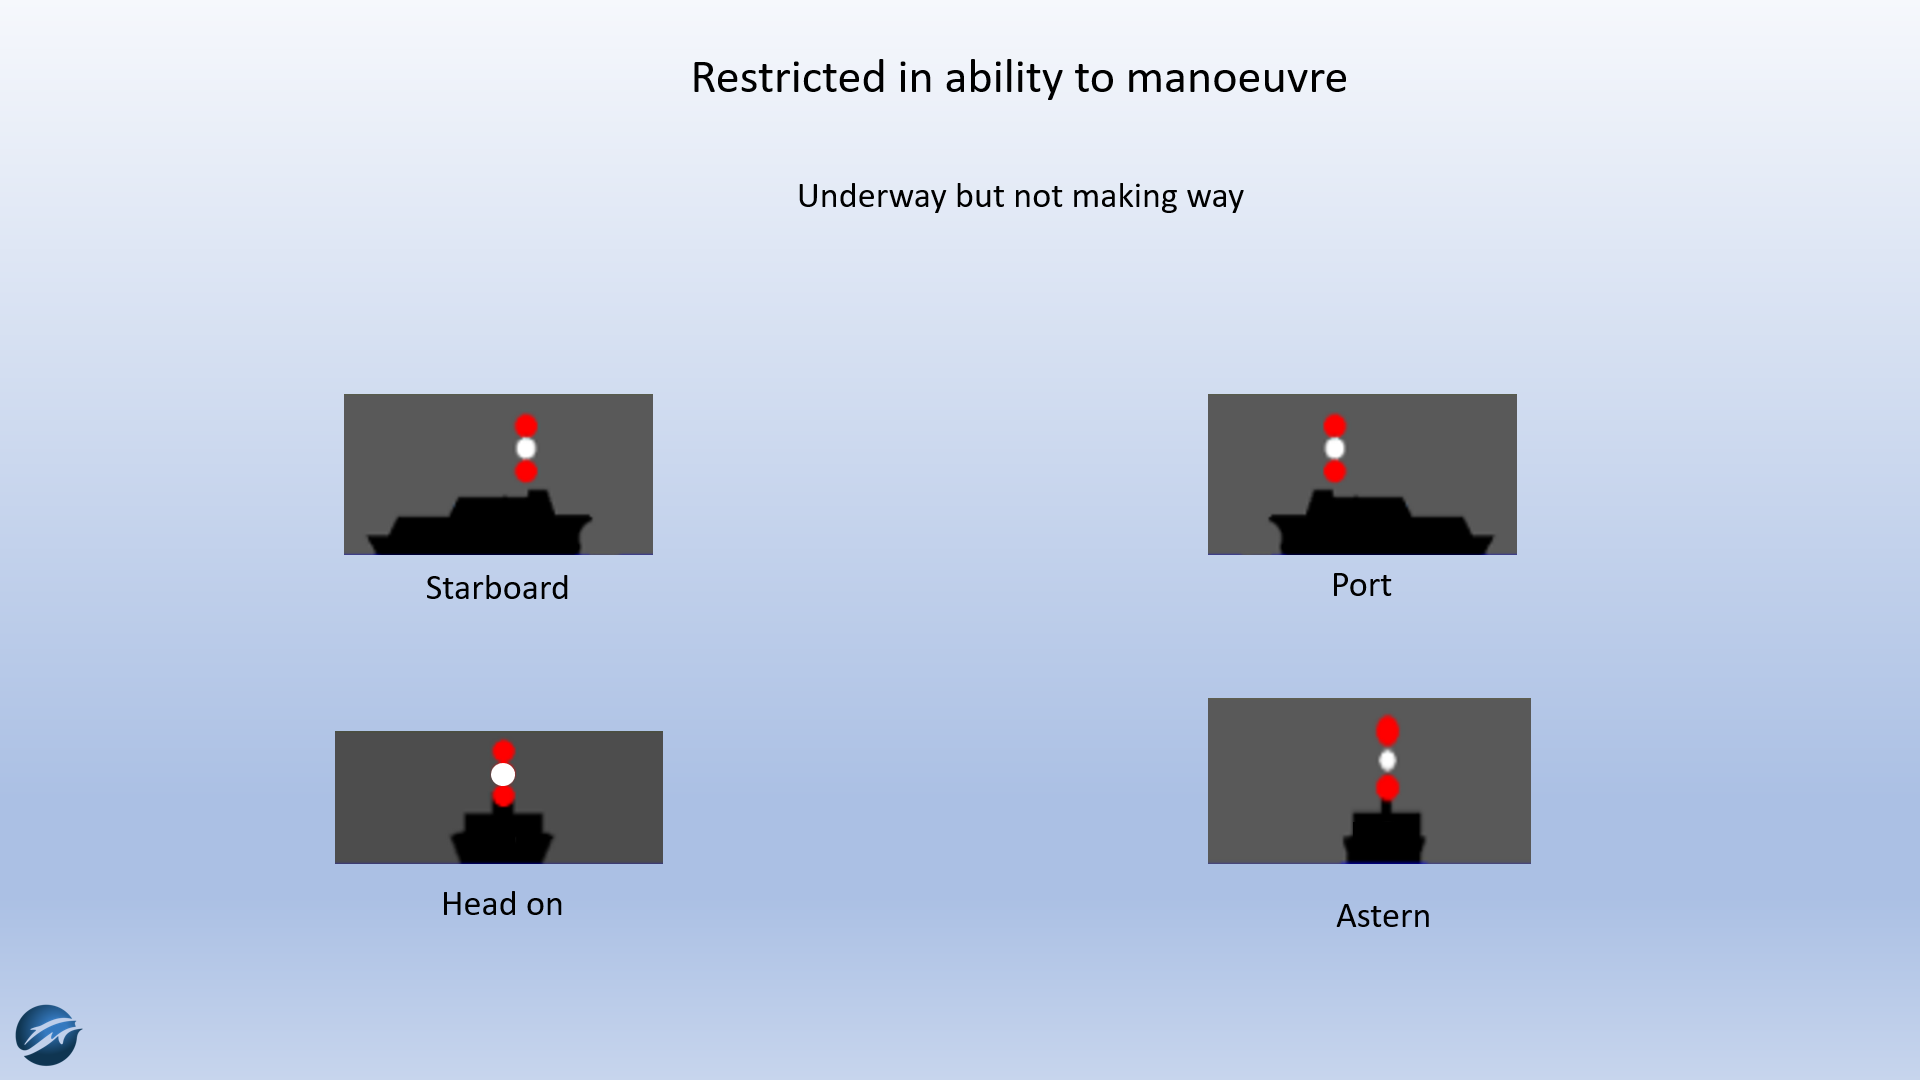 Restricted in ability to manoeuvre
Underway but not making way
Starboard
Port
Head on
Astern